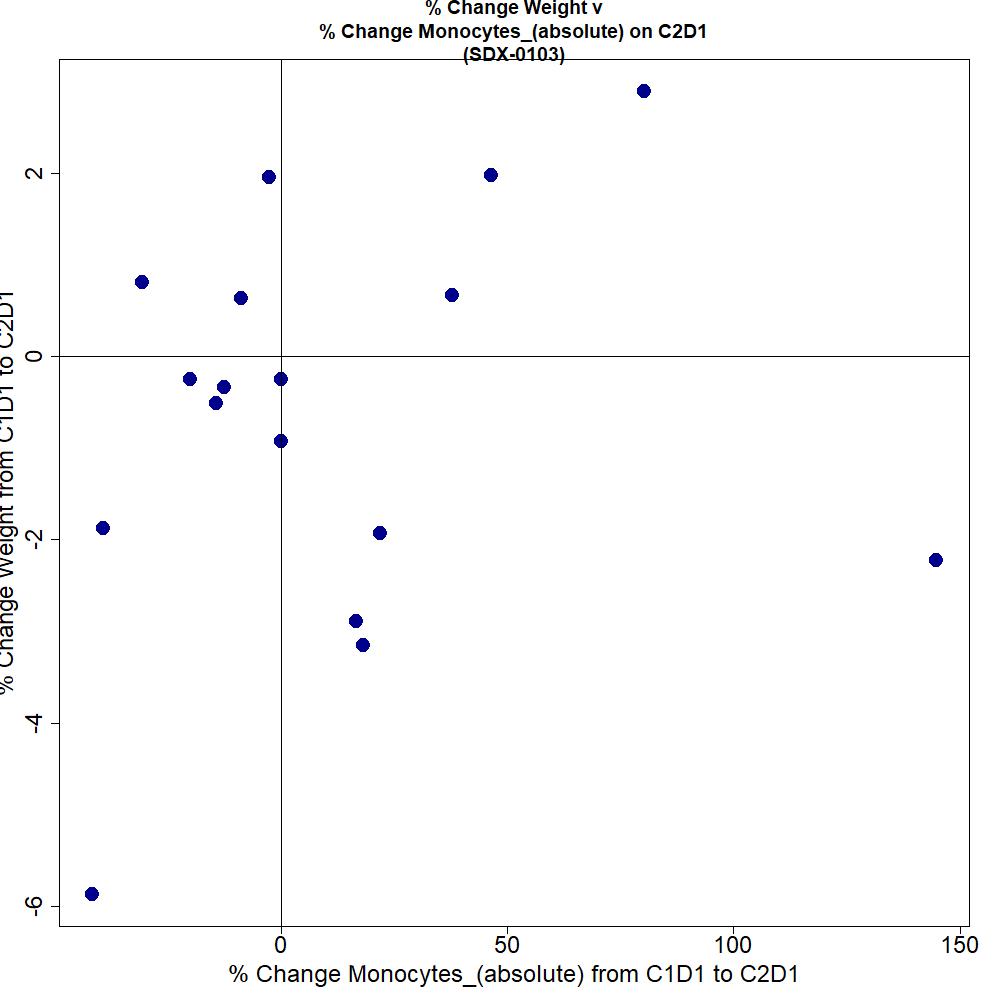 % Change Weight v
% Change Monocytes_(absolute) on C2D1
(SDX-0103)
% Change Weight from C1D1 to C2D1
2
0
-2
-4
-6
0 50 100 150
% Change Monocytes_(absolute) from C1D1 to C2D1